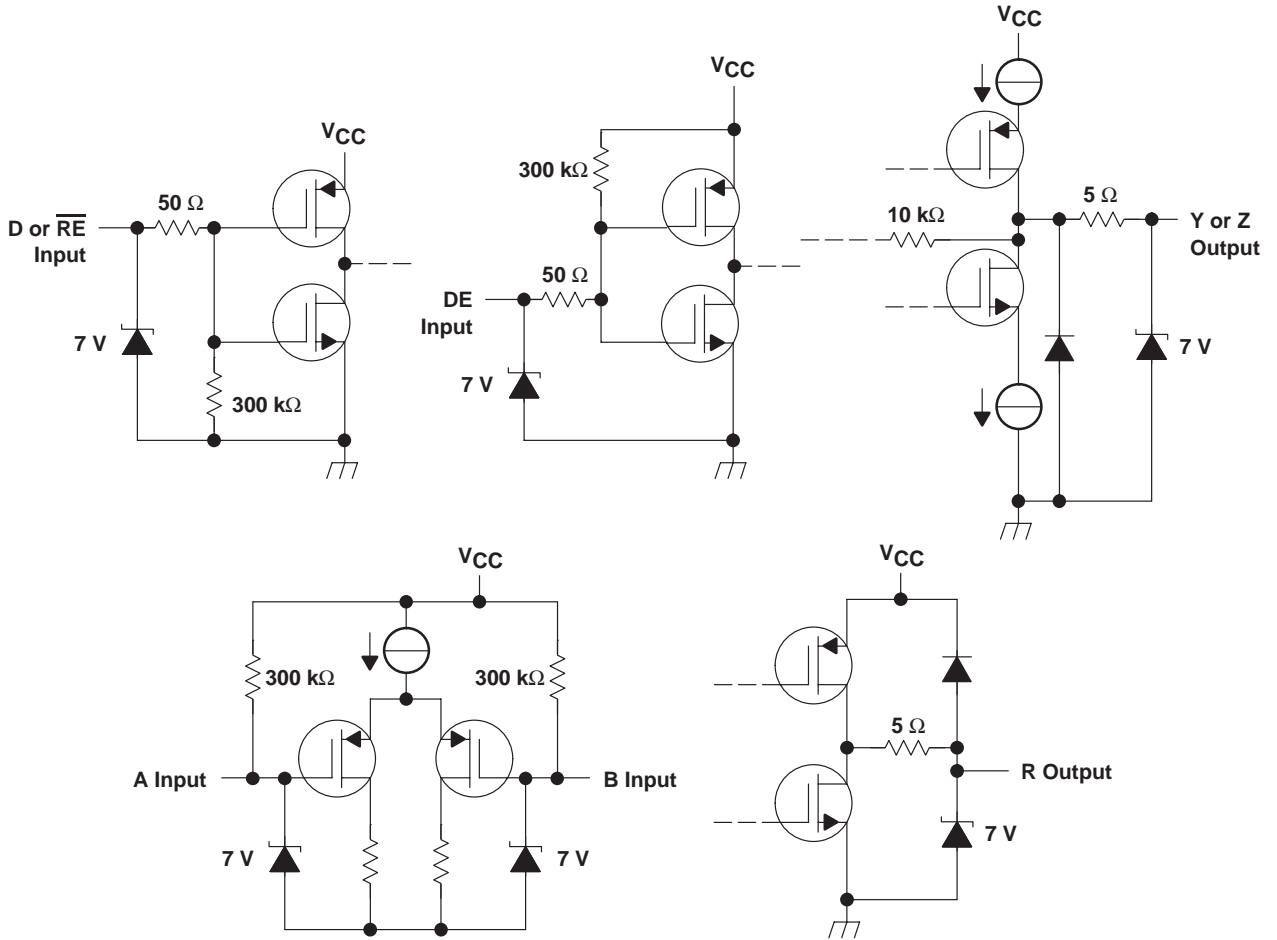 VCC
50 Ω
D or R̅E̅
Input
7 V
300 kΩ
VCC
300 kΩ
50 Ω
DE
Input
7 V
VCC
10 kΩ
5 Ω
Y or Z
Output
7 V
VCC
300 kΩ
300 kΩ
A Input
B Input
7 V
7 V
VCC
5 Ω
R Output
7 V